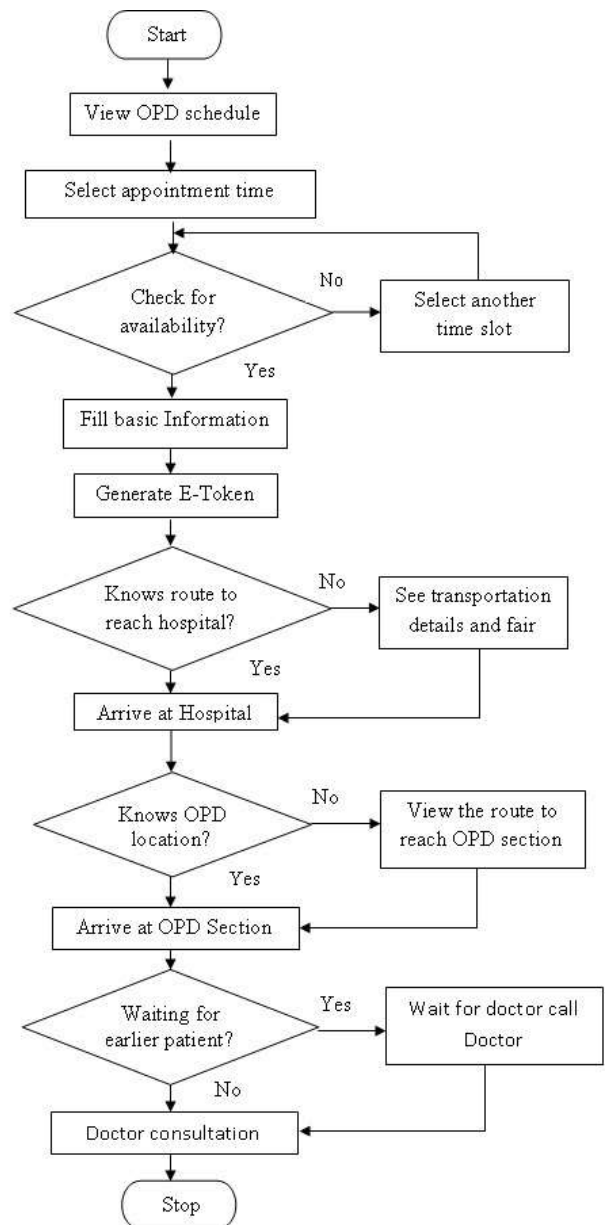 Start
View OPD schedule
Select appointment time
Check for
availability?
No
Select another
time slot
Yes
Fill basic Information
Generate E-Token
Knows route to
reach hospital?
No
See transportation
details and fair
Yes
Arrive at Hospital
Knows OPD
location?
No
View the route to
reach OPD section
Yes
Arrive at OPD Section
Waiting for
earlier patient?
Yes
Wait for doctor call
Doctor
No
Doctor consultation
Stop